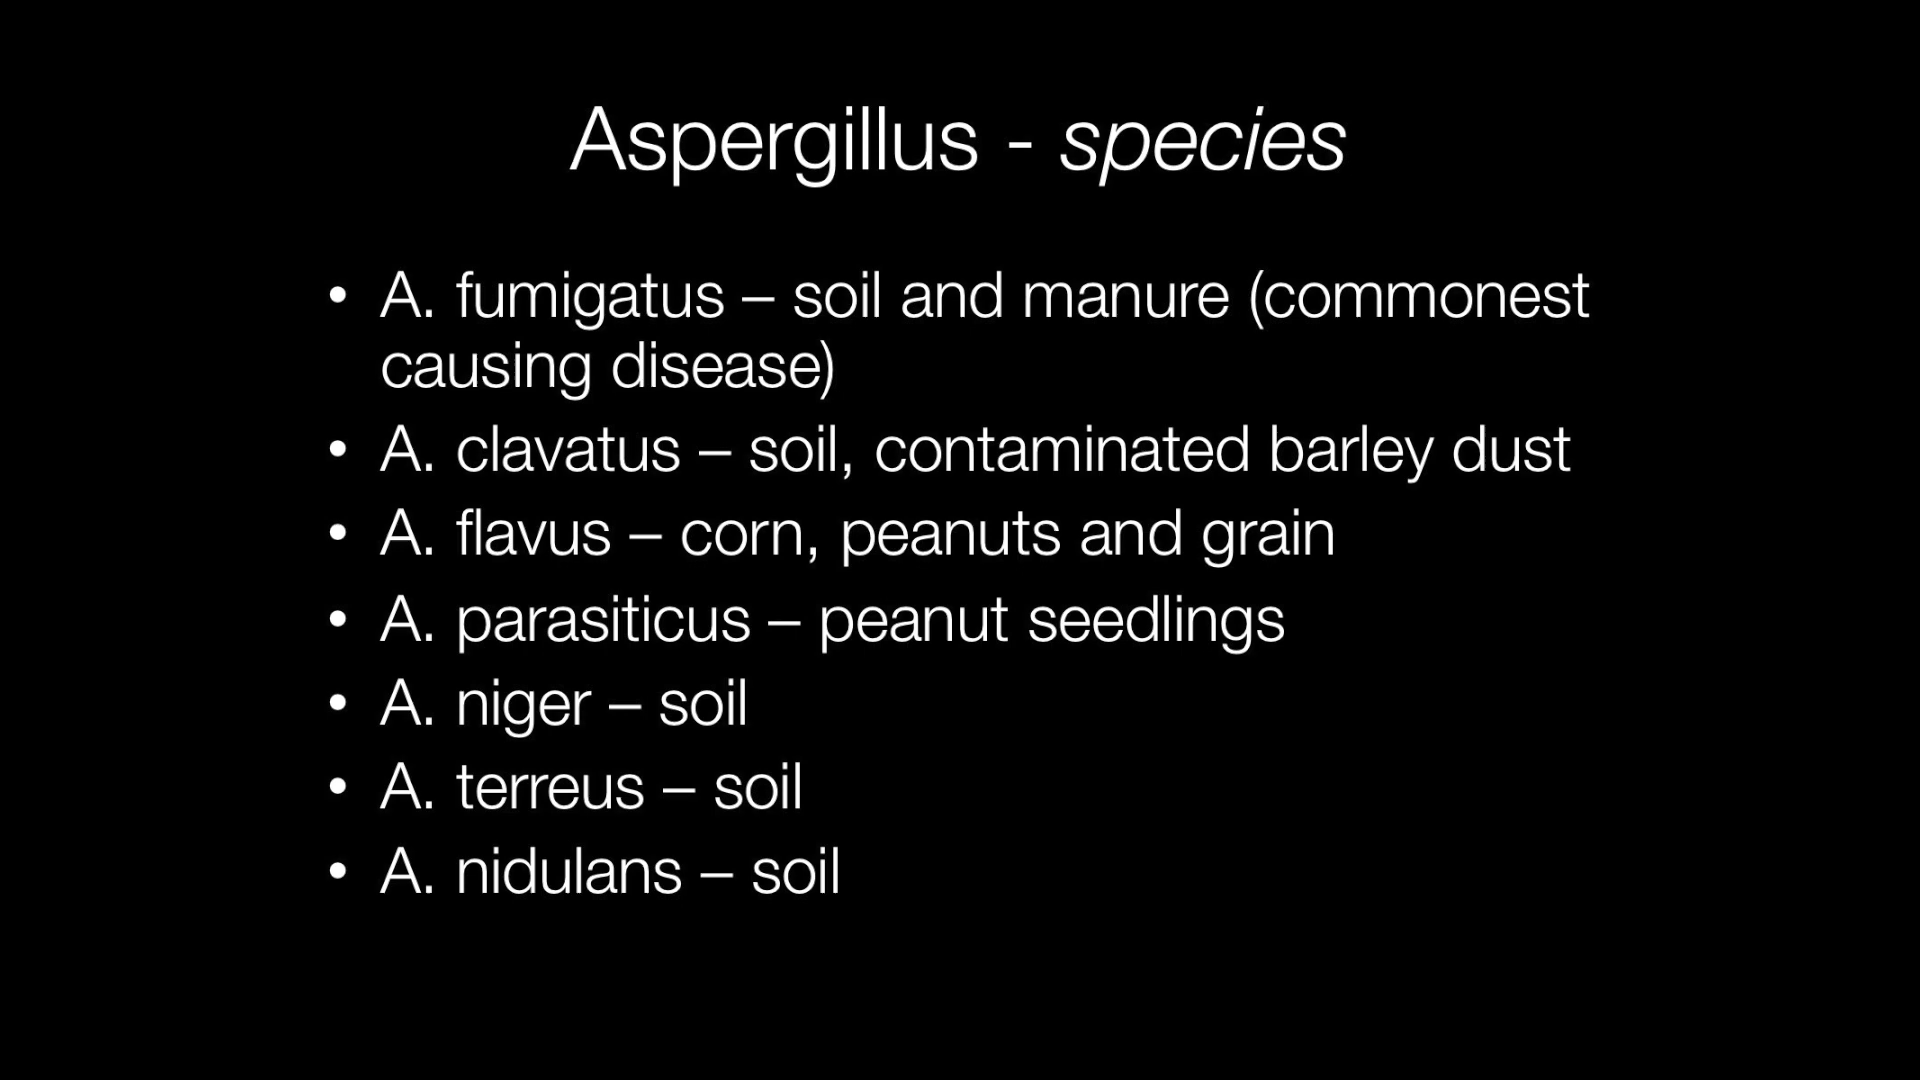 Aspergillus - species
• A. fumigatus – soil and manure (commonest
causing disease)
• A. clavatus – soil, contaminated barley dust
• A. flavus – corn, peanuts and grain
• A. parasiticus – peanut seedlings
• A. niger – soil
• A. terreus – soil
• A. nidulans – soil